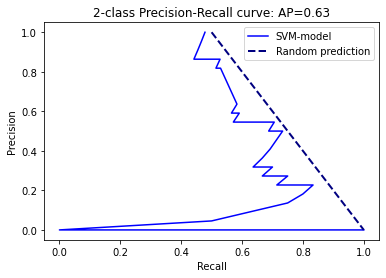 2-class Precision-Recall curve: AP=0.63
SVM-model
Random prediction
Precision
1.0
0.8
0.6
0.4
0.2
0.0
0.0 0.2 0.4 0.6 0.8 1.0
Recall